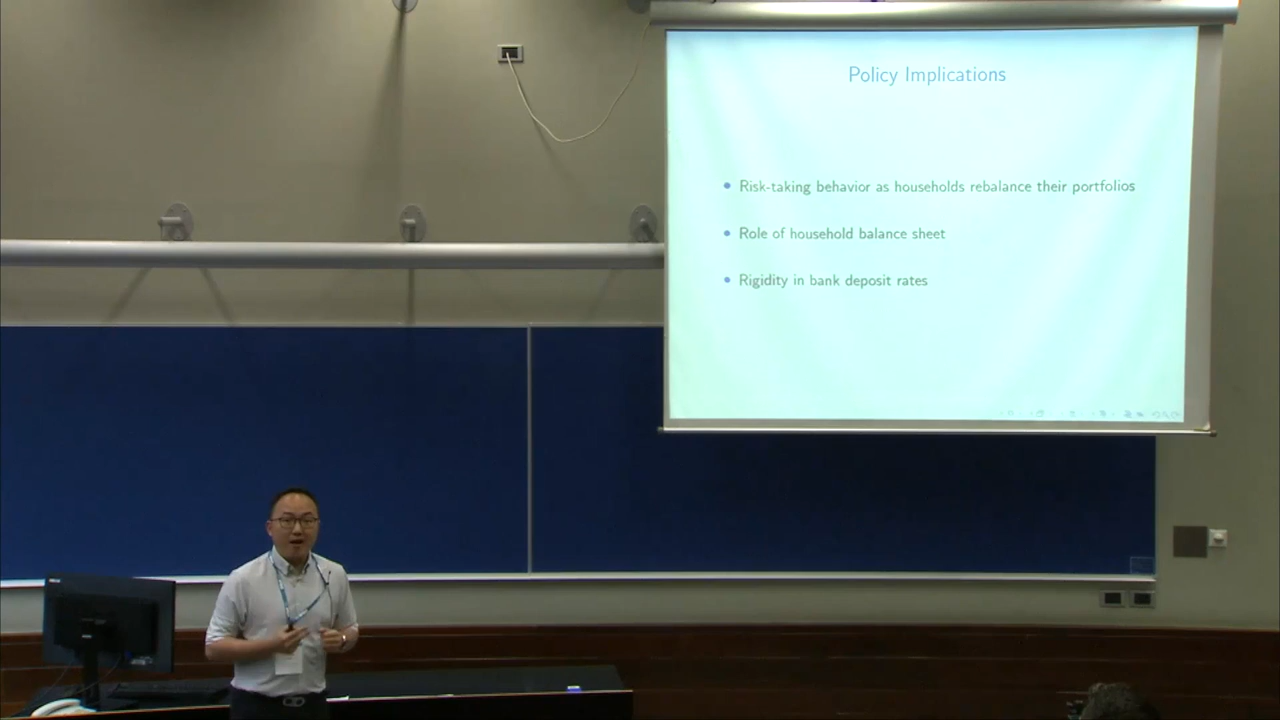 Policy Implications
Risk-taking behavior as households rebalance their portfolios
Role of household balance sheet
Rigidity in bank deposit rates